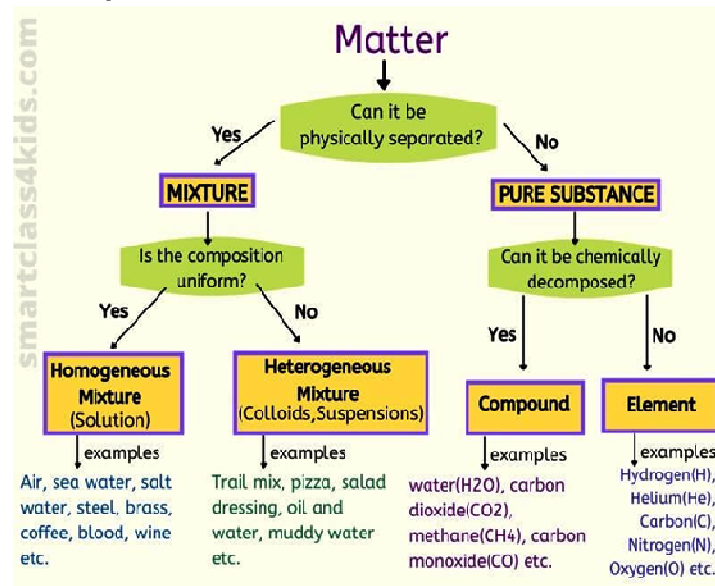 smartclass4kids.com
Matter
Can it be
physically separated?
Yes
No
MIXTURE
PURE SUBSTANCE
Is the composition
uniform?
Can it be chemically
decomposed?
Yes
No
Yes
No
Homogeneous
Mixture
(Solution)
Heterogeneous
Mixture
(Colloids,Suspensions)
Compound
Element
examples
examples
examples
examples
Air, sea water, salt
water, steel, brass,
coffee, blood, wine
etc.
Trail mix, pizza, salad
dressing, oil and
water, muddy water
etc.
water(H2O), carbon
dioxide(CO2),
methane(CH4), carbon
monoxide(CO) etc.
Hydrogen(H),
Helium(He),
Carbon(C),
Nitrogen(N),
Oxygen(O) etc.